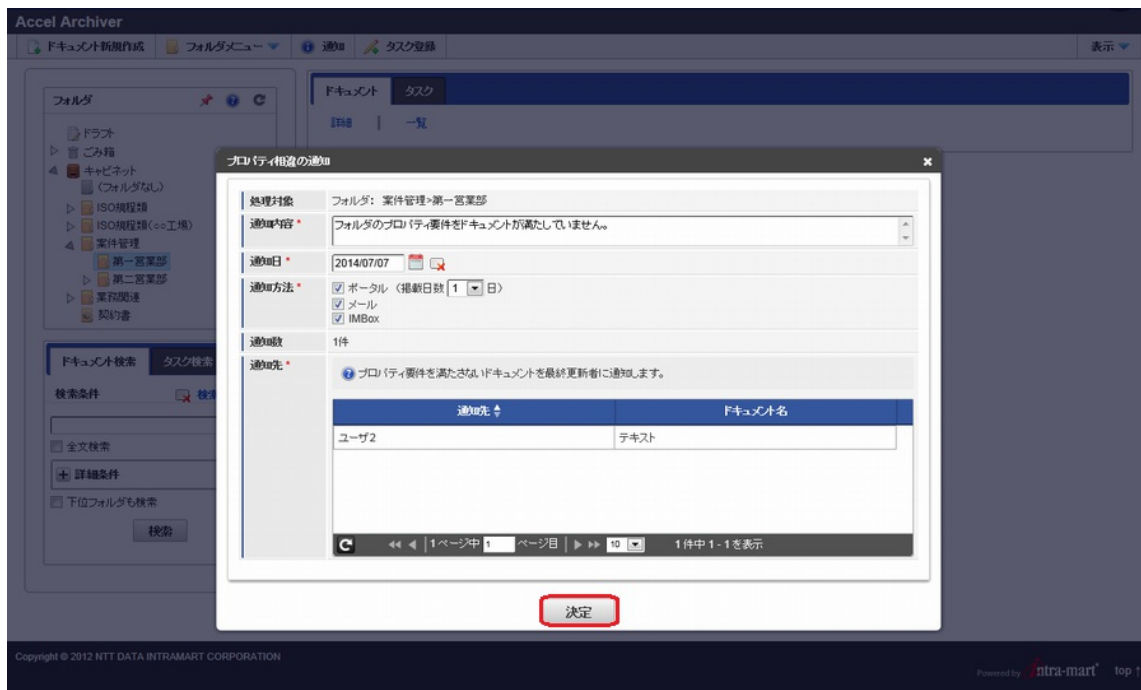 Accel Archiver
ドキュメント新規作成 フォルダメニュー 通知 タスク登録 表示
フォルダ
ドラフト
ごみ箱
キャビネット
(フォルダなし)
ISO規程類
ISO規程類(○○工場)
案件管理
第一営業部
第二営業部
業務関連
契約書
ドキュメント タスク
詳細 | 一覧
ドキュメント検索 タスク検索
検索条件
全文検索
詳細条件
下位フォルダも検索
検索
プロパティ相違の通知
処理対象 フォルダ: 案件管理>第一営業部
通知内容* フォルダのプロパティ要件をドキュメントが満たしていません。
通知日* 2014/07/07
通知方法* ポータル (掲載日数 1 日)
メール
IMBox
通知数 1件
通知先* プロパティ要件を満たさないドキュメントを最終更新者に通知します。
通知先 ドキュメント名
ユーザ2 テキスト
1ページ中 1 ページ目 10 1件中 1 - 1 を表示
決定
Copyright © 2012 NTT DATA INTRAMART CORPORATION
Powered by intra-mart top ↑